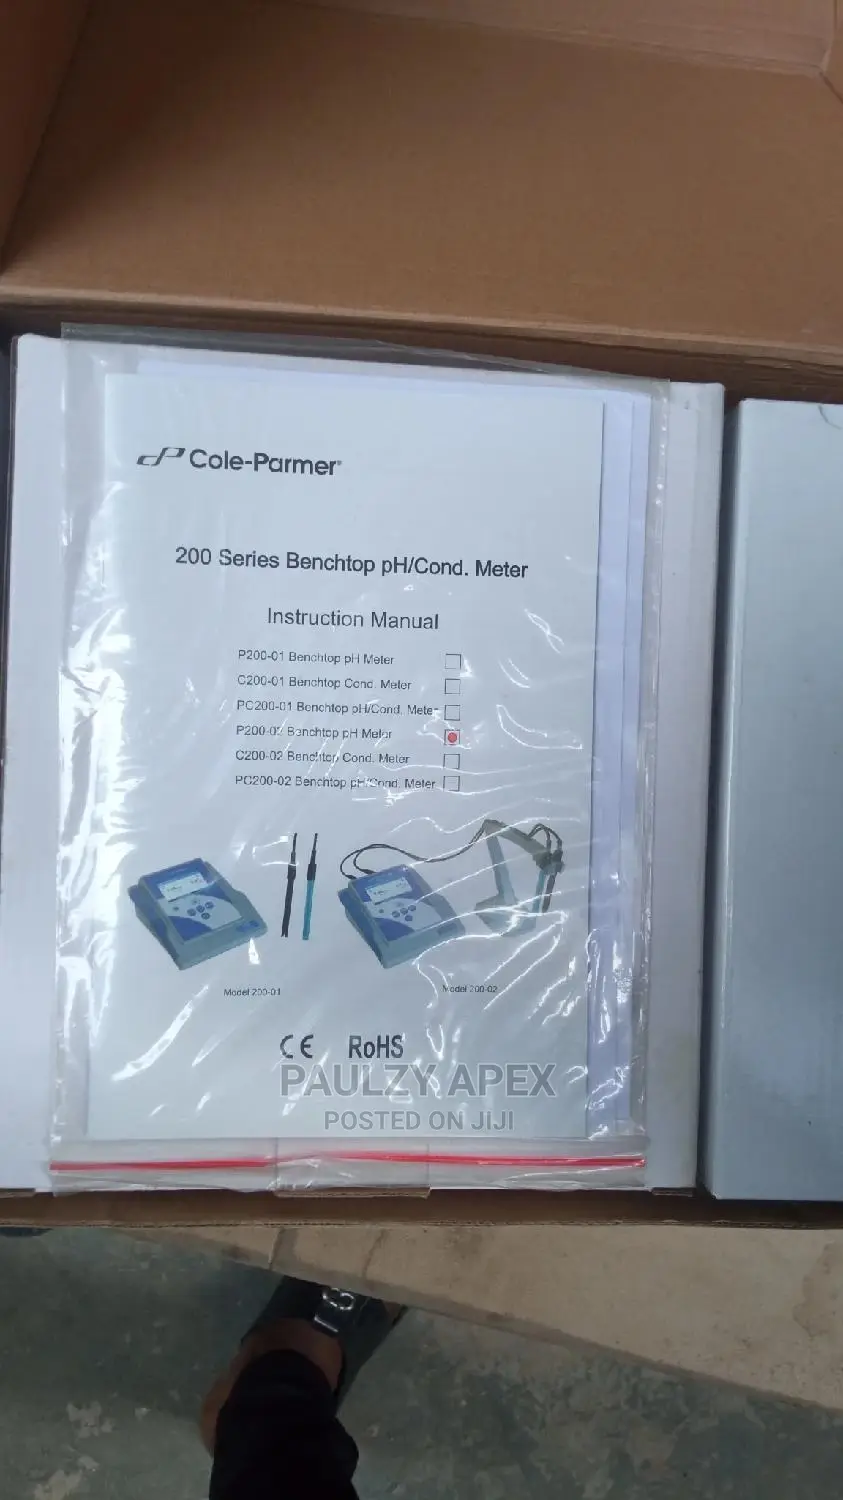 Cole-Parmer®
200 Series Benchtop pH/Cond. Meter
Instruction Manual
P200-01 Benchtop pH Meter
C200-01 Benchtop Cond. Meter
PC200-01 Benchtop pH/Cond. Meter
P200-02 Benchtop pH Meter
C200-02 Benchtop Cond. Meter
PC200-02 Benchtop pH/Cond. Meter
Model 200-01
Model 200-02
CE RoHS
PAULZY APEX
POSTED ON JIJI